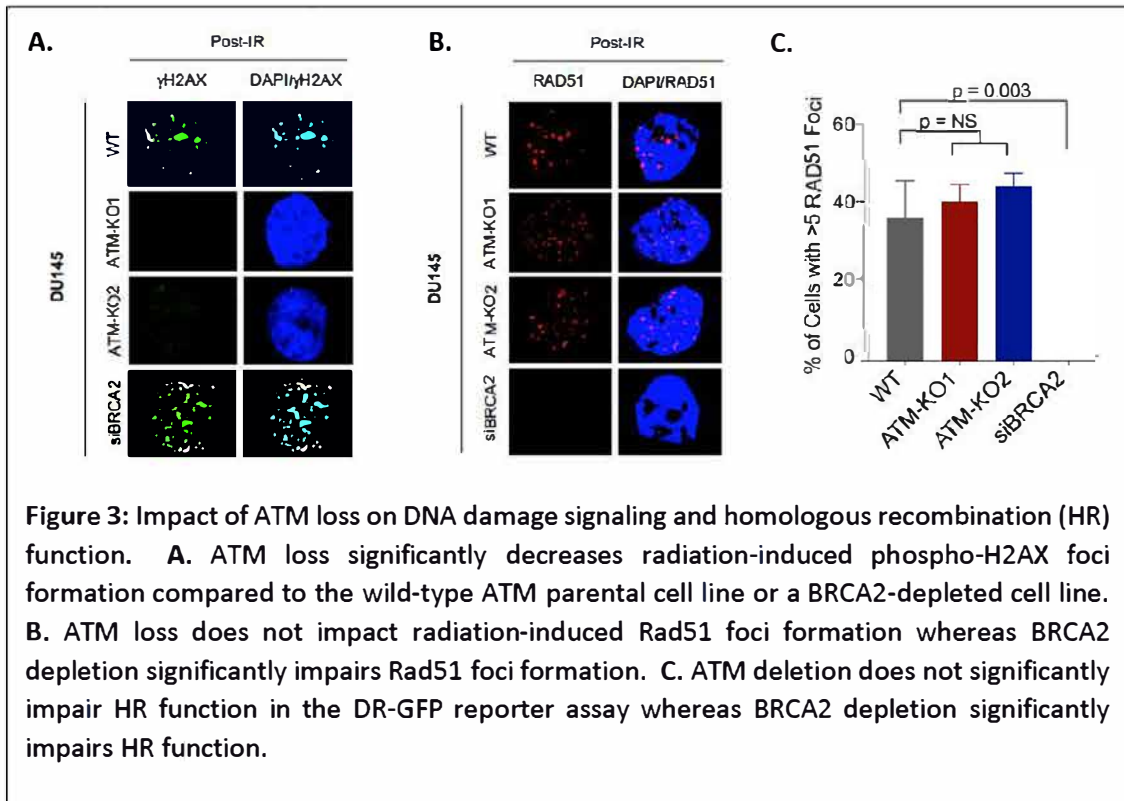 A.
Post-IR
γH2AX DAPI/γH2AX
DU145
WT
ATM-KO1
ATM-KO2
siBRCA2
B.
Post-IR
RAD51 DAPI/RAD51
DU145
WT
ATM-KO1
ATM-KO2
siBRCA2
C.
p = 0.003
p = NS
% of Cells with >5 RAD51 Foci
60
40
20
0
WT
ATM-KO1
ATM-KO2
siBRCA2
Figure 3: Impact of ATM loss on DNA damage signaling and homologous recombination (HR)
function. A. ATM loss significantly decreases radiation-induced phospho-H2AX foci
formation compared to the wild-type ATM parental cell line or a BRCA2-depleted cell line.
B. ATM loss does not impact radiation-induced Rad51 foci formation whereas BRCA2
depletion significantly impairs Rad51 foci formation. C. ATM deletion does not significantly
impair HR function in the DR-GFP reporter assay whereas BRCA2 depletion significantly
impairs HR function.